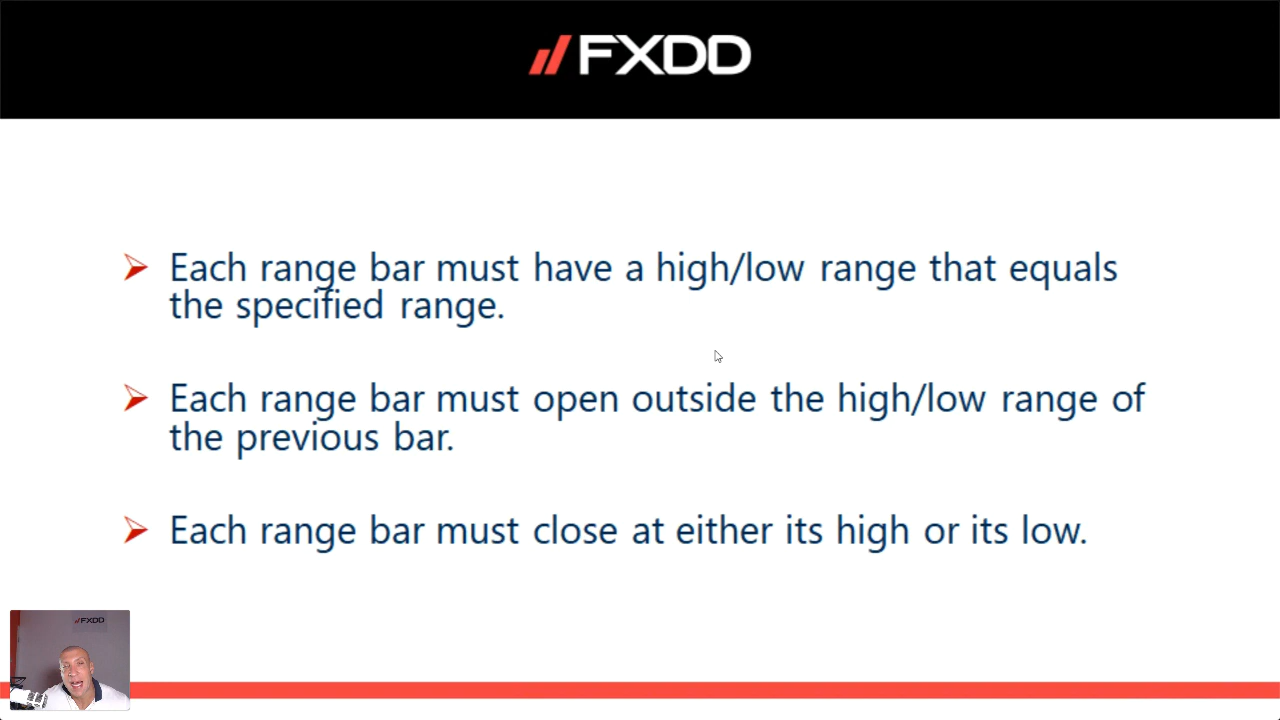 FXDD
Each range bar must have a high/low range that equals
the specified range.
Each range bar must open outside the high/low range of
the previous bar.
Each range bar must close at either its high or its low.
FXDD